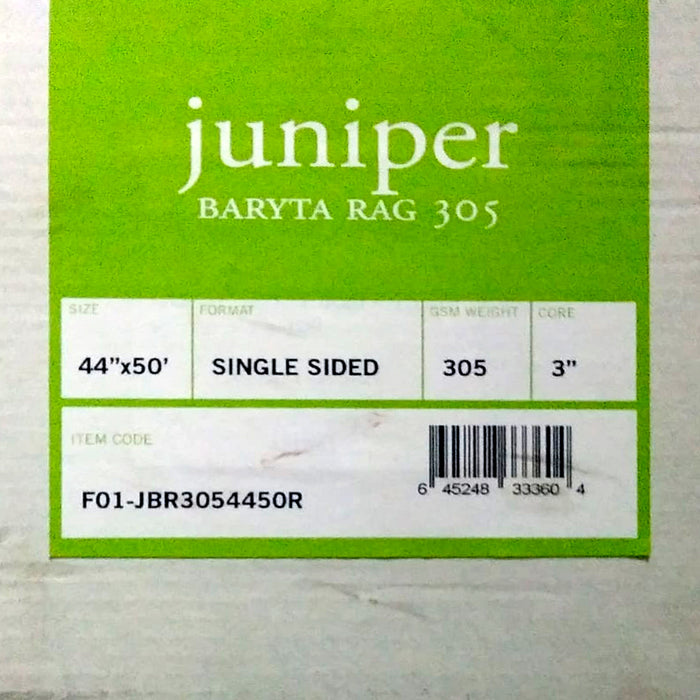 juniper
BARYTA RAG 305
SIZE FORMAT GSM WEIGHT CORE
44”x50’ SINGLE SIDED 305 3”
ITEM CODE
F01-JBR3054450R
6 45248 33360 4